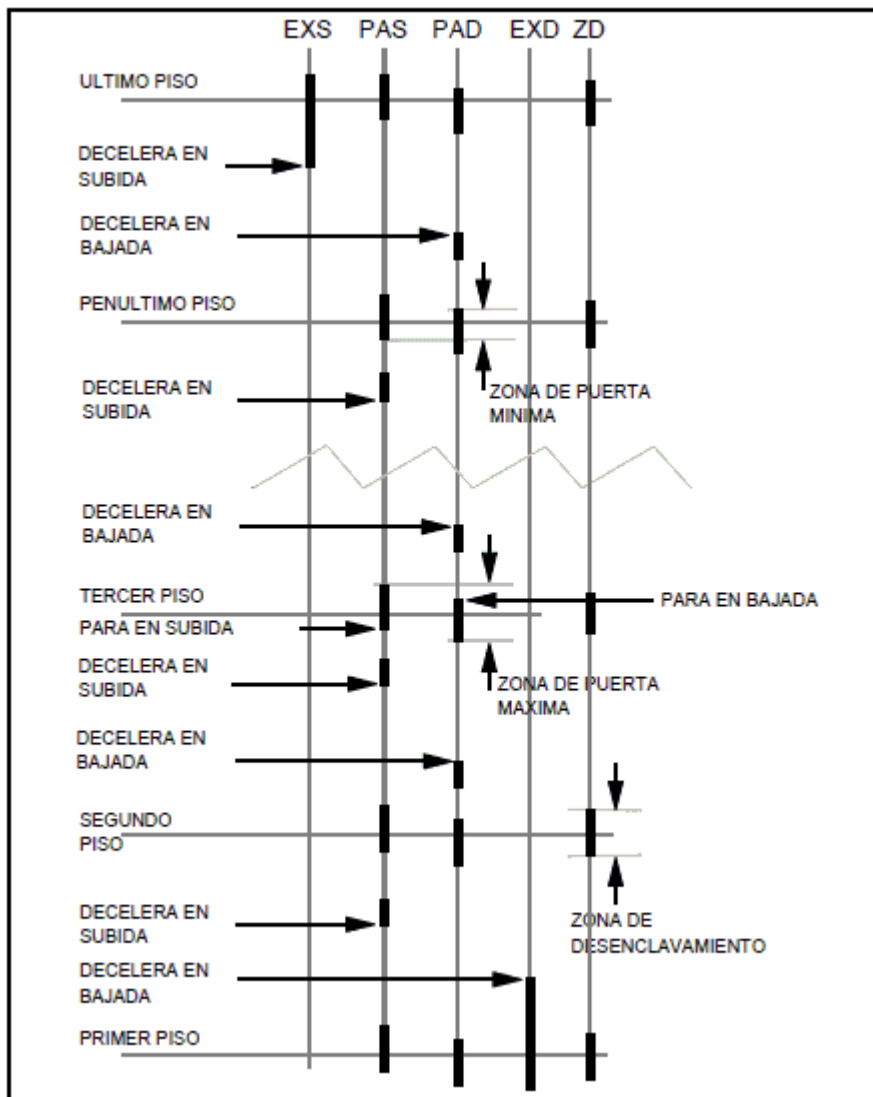 EXS PAS PAD EXD ZD
ULTIMO PISO
DECELERA EN
SUBIDA
DECELERA EN
BAJADA
PENULTIMO PISO
DECELERA EN
SUBIDA
ZONA DE PUERTA
MINIMA
DECELERA EN
BAJADA
TERCER PISO
PARA EN BAJADA
PARA EN SUBIDA
DECELERA EN
SUBIDA
ZONA DE PUERTA
MAXIMA
DECELERA EN
BAJADA
SEGUNDO
PISO
DECELERA EN
SUBIDA
ZONA DE
DESENCLAVAMIENTO
DECELERA EN
BAJADA
PRIMER PISO